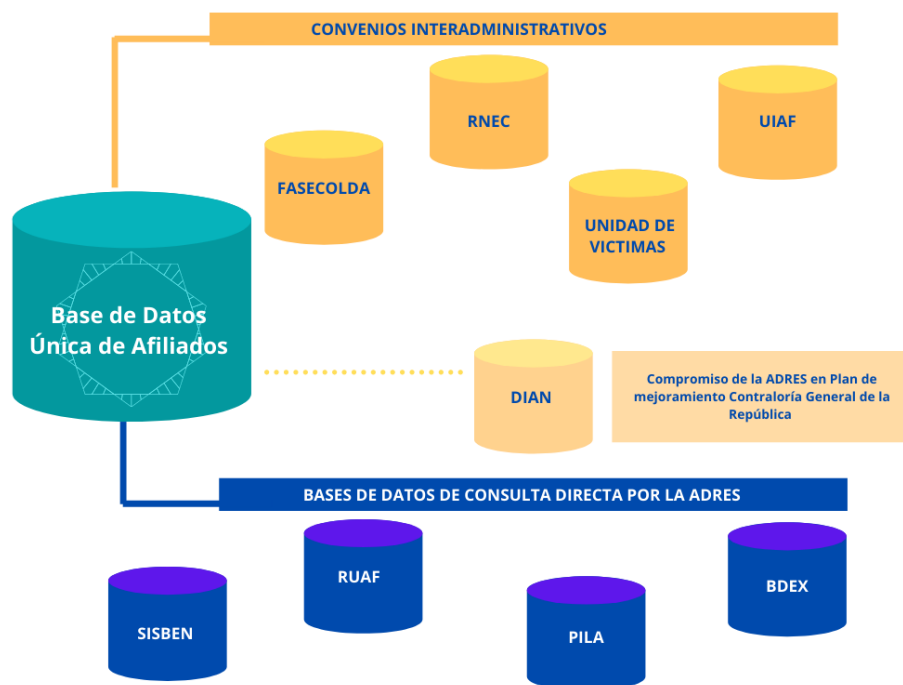 CONVENIOS INTERADMINISTRATIVOS
RNEC
UIAF
FASECOLDA
UNIDAD DE
VICTIMAS
Base de Datos
Única de Afiliados
DIAN
Compromiso de la ADRES en Plan de
mejoramiento Contraloría General de la
República
BASES DE DATOS DE CONSULTA DIRECTA POR LA ADRES
RUAF
BDEX
SISBEN
PILA